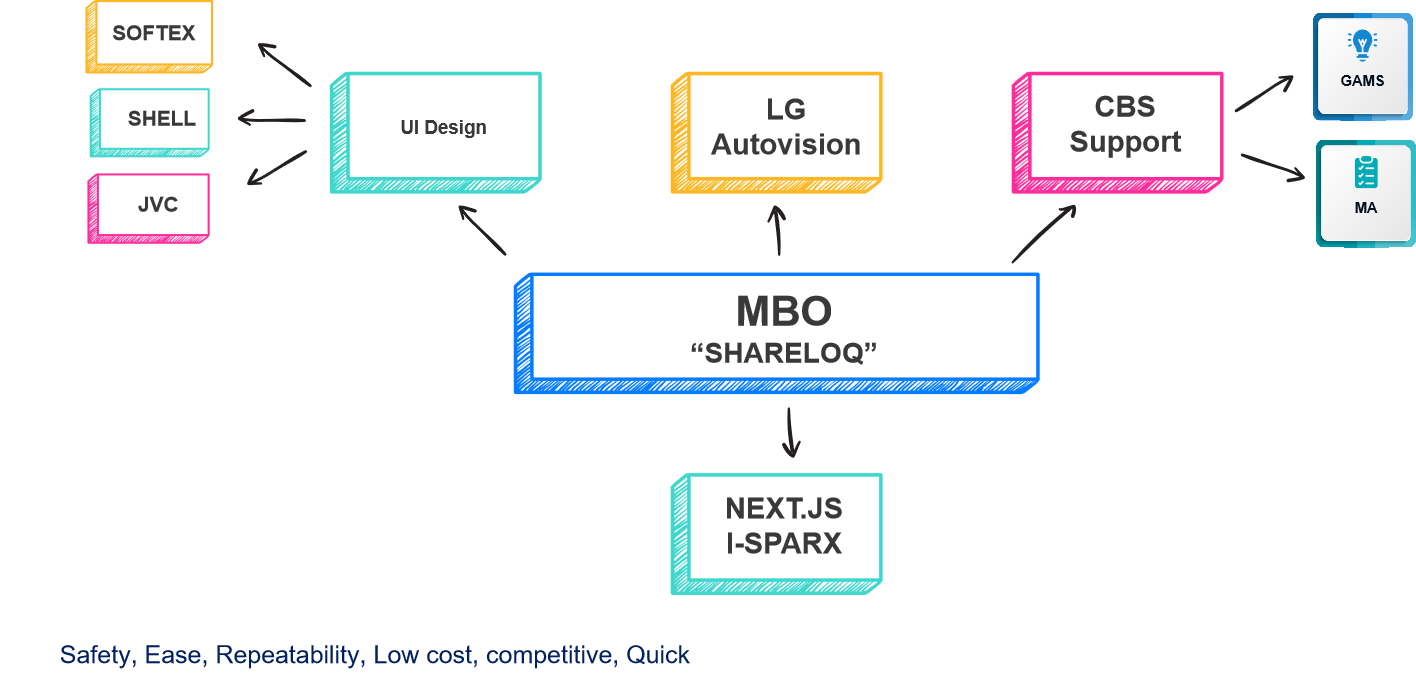 SOFTEX
SHELL
JVC
UI Design
LG
Autovision
CBS
Support
GAMS
MA
MBO
“SHARELOQ”
NEXT.JS
I-SPARX
Safety, Ease, Repeatability, Low cost, competitive, Quick